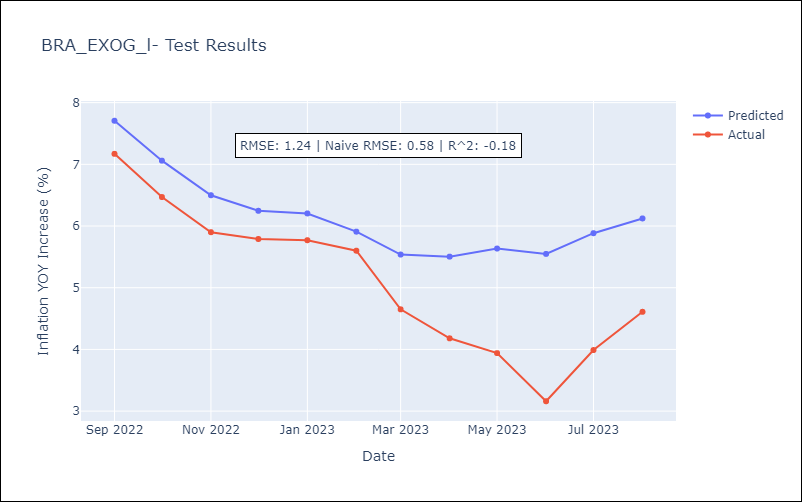 BRA_EXOG_l- Test Results
RMSE: 1.24 | Naive RMSE: 0.58 | R^2: -0.18
Predicted
Actual
Inflation YOY Increase (%)
8
7
6
5
4
3
Sep 2022
Nov 2022
Jan 2023
Mar 2023
May 2023
Jul 2023
Date